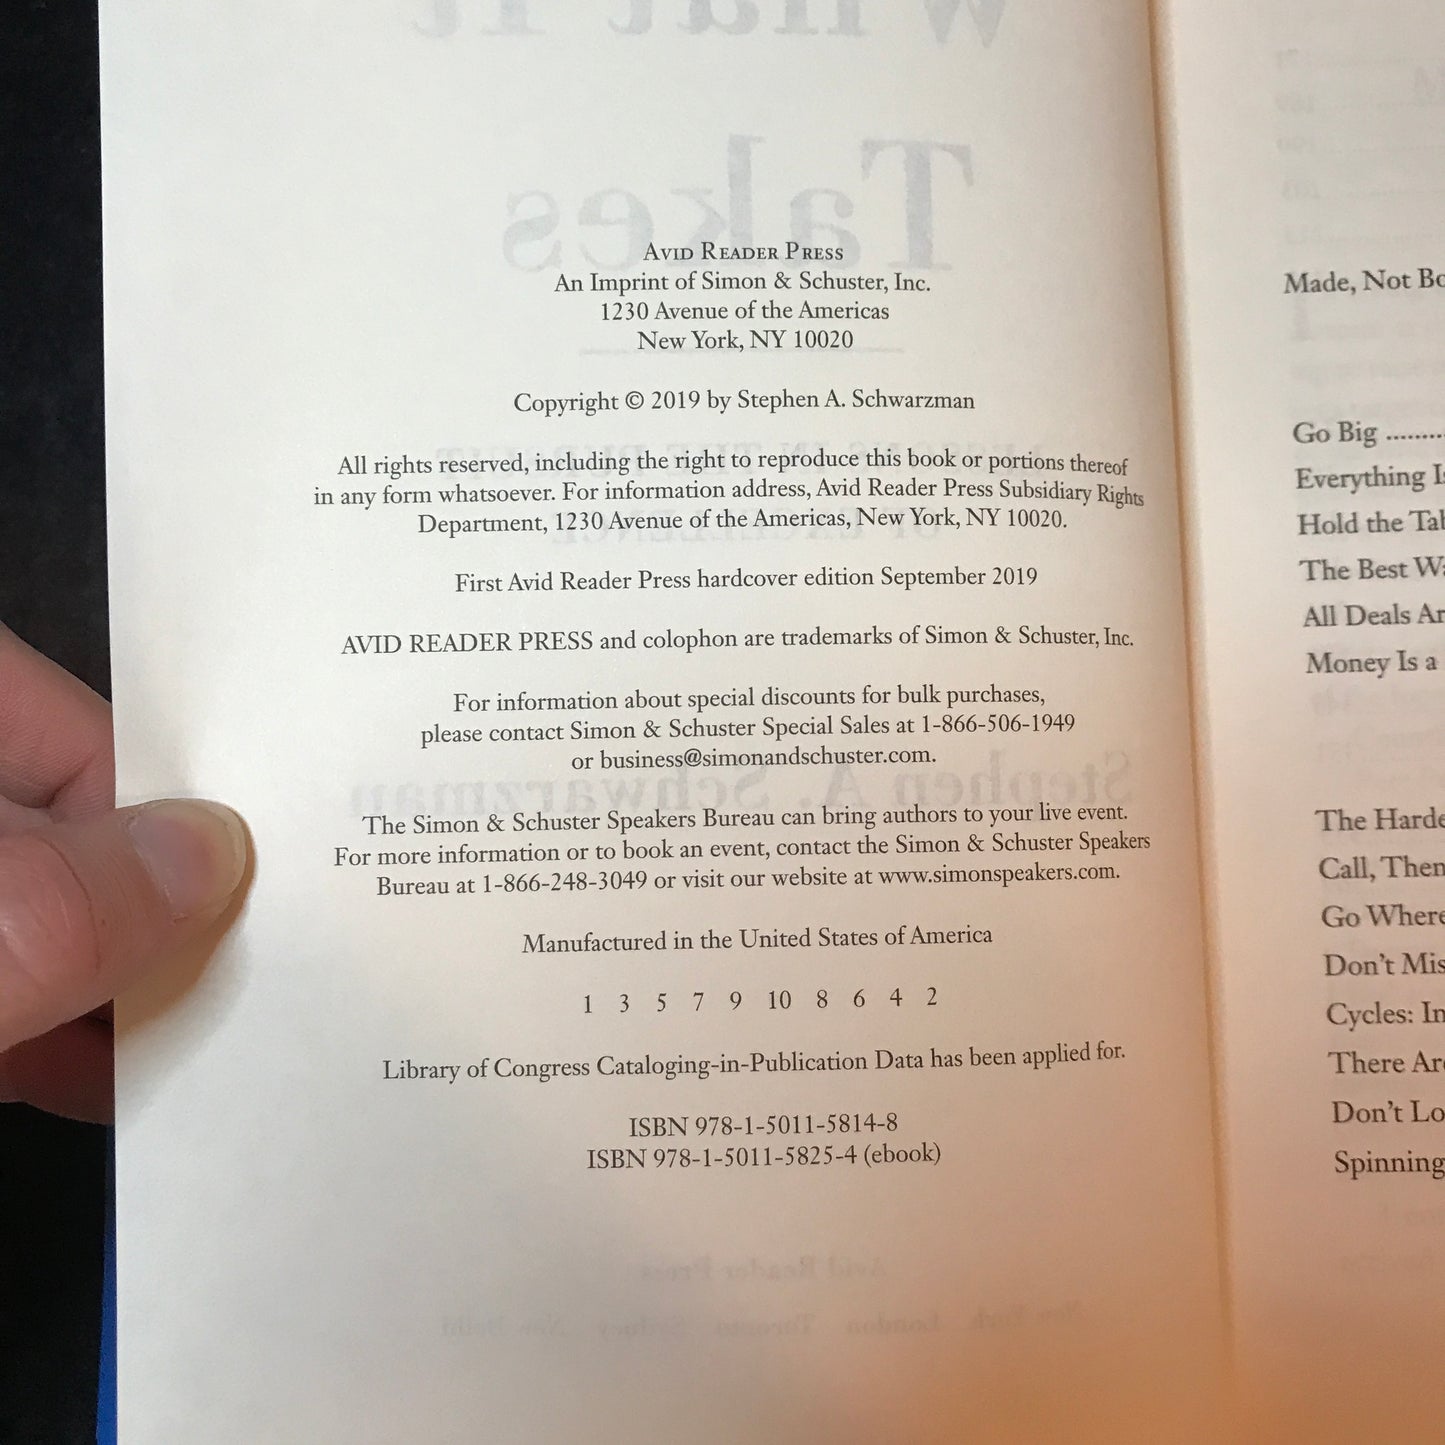 AVID READER PRESS
An Imprint of Simon & Schuster, Inc.
1230 Avenue of the Americas
New York, NY 10020
Copyright © 2019 by Stephen A. Schwarzman
All rights reserved, including the right to reproduce this book or portions thereof
in any form whatsoever. For information address, Avid Reader Press Subsidiary Rights
Department, 1230 Avenue of the Americas, New York, NY 10020.
First Avid Reader Press hardcover edition September 2019
AVID READER PRESS and colophon are trademarks of Simon & Schuster, Inc.
For information about special discounts for bulk purchases,
please contact Simon & Schuster Special Sales at 1-866-506-1949
or business@simonandschuster.com.
The Simon & Schuster Speakers Bureau can bring authors to your live event.
For more information or to book an event, contact the Simon & Schuster Speakers
Bureau at 1-866-248-3049 or visit our website at www.simonspeakers.com.
Manufactured in the United States of America
1 3 5 7 9 10 8 6 4 2
Library of Congress Cataloging-in-Publication Data has been applied for.
ISBN 978-1-5011-5814-8
ISBN 978-1-5011-5825-4 (ebook)
Made, Not
Go Big ........
Everything
Hold the
The Best
All Deals
Money Is a
The
Call, Then
Go Where
Don't
Cycles:
There
Don't
Spinning